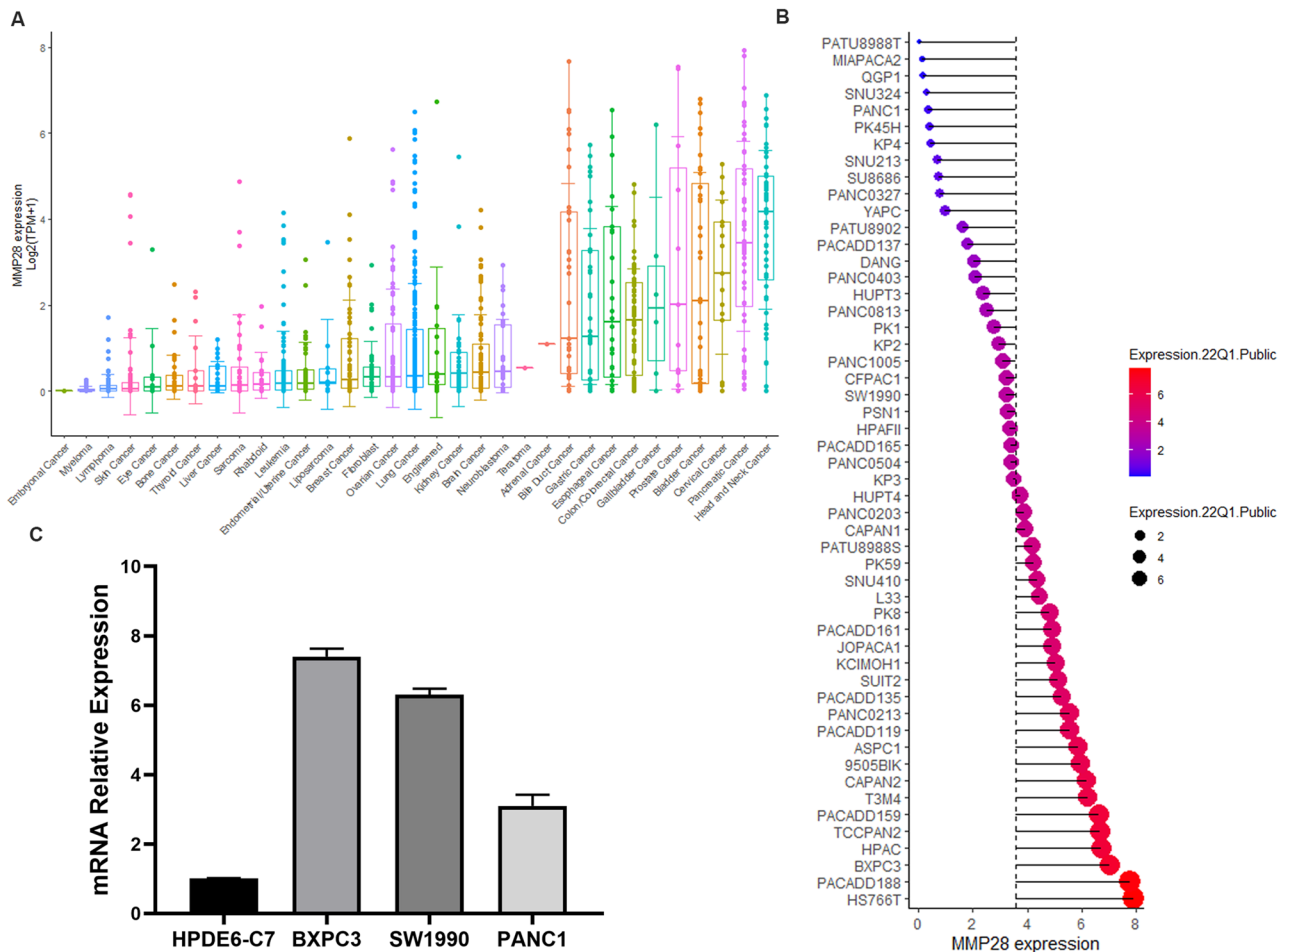 A
MMP28 expression
Log2(TPM+1)
8
6
4
2
0
Embryonal Cancer
Myeloma
Lymphoma
Skin Cancer
Eye Cancer
Bone Cancer
Thyroid Cancer
Liver Cancer
Sarcoma
Rhabdoid
Leukemia
Endometrial/Uterine Cancer
Liposarcoma
Breast Cancer
Fibroblast
Ovarian Cancer
Lung Cancer
Engineered
Kidney Cancer
Brain Cancer
Neuroblastoma
Teratoma
Adrenal Cancer
Bile Duct Cancer
Gastric Cancer
Esophageal Cancer
Colon/Colorectal Cancer
Gallbladder Cancer
Prostate Cancer
Bladder Cancer
Cervical Cancer
Pancreatic Cancer
Head and Neck Cancer
B
PATU8988T
MIAPACA2
QGP1
SNU324
PANC1
PK45H
KP4
SNU213
SU8686
PANC0327
YAPC
PATU8902
PACADD137
DANG
PANC0403
HUPT3
PANC0813
PK1
KP2
PANC1005
CFPAC1
SW1990
PSN1
HPAFII
PACADD165
PANC0504
KP3
HUPT4
PANC0203
CAPAN1
PATU8988S
PK59
SNU410
L33
PK8
PACADD161
JOPACA1
KCIMOH1
SUIT2
PACADD135
PANC0213
PACADD119
ASPC1
9505BIK
CAPAN2
T3M4
PACADD159
TCCPAN2
HPAC
BXPC3
PACADD188
HS766T
0 2 4 6 8
MMP28 expression
Expression.22Q1.Public
6
4
2
Expression.22Q1.Public
2
4
6
C
mRNA Relative Expression
10
8
6
4
2
0
HPDE6-C7 BXPC3 SW1990 PANC1